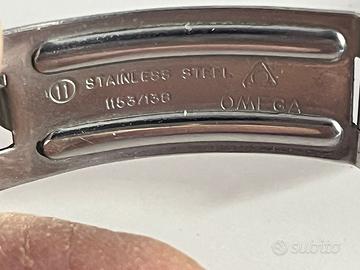 11 STAINLESS STEEL
1153/138
OMEGA
subito